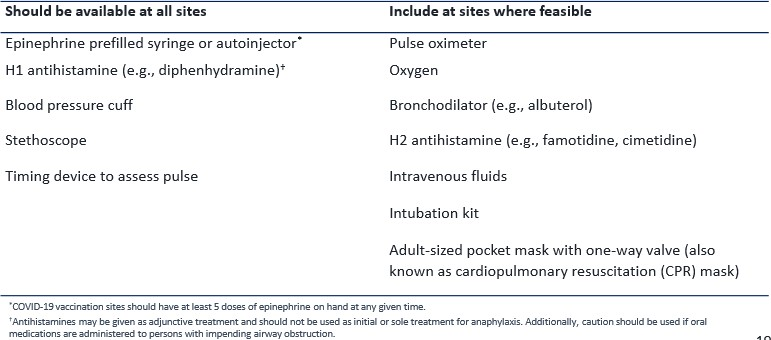 Should be available at all sites Include at sites where feasible
Epinephrine prefilled syringe or autoinjector* Pulse oximeter
H1 antihistamine (e.g., diphenhydramine)† Oxygen
Blood pressure cuff Bronchodilator (e.g., albuterol)
Stethoscope H2 antihistamine (e.g., famotidine, cimetidine)
Timing device to assess pulse Intravenous fluids
Intubation kit
Adult-sized pocket mask with one-way valve (also
known as cardiopulmonary resuscitation (CPR) mask)
*COVID-19 vaccination sites should have at least 5 doses of epinephrine on hand at any given time.
†Antihistamines may be given as adjunctive treatment and should not be used as initial or sole treatment for anaphylaxis. Additionally, caution should be used if oral
medications are administered to persons with impending airway obstruction.